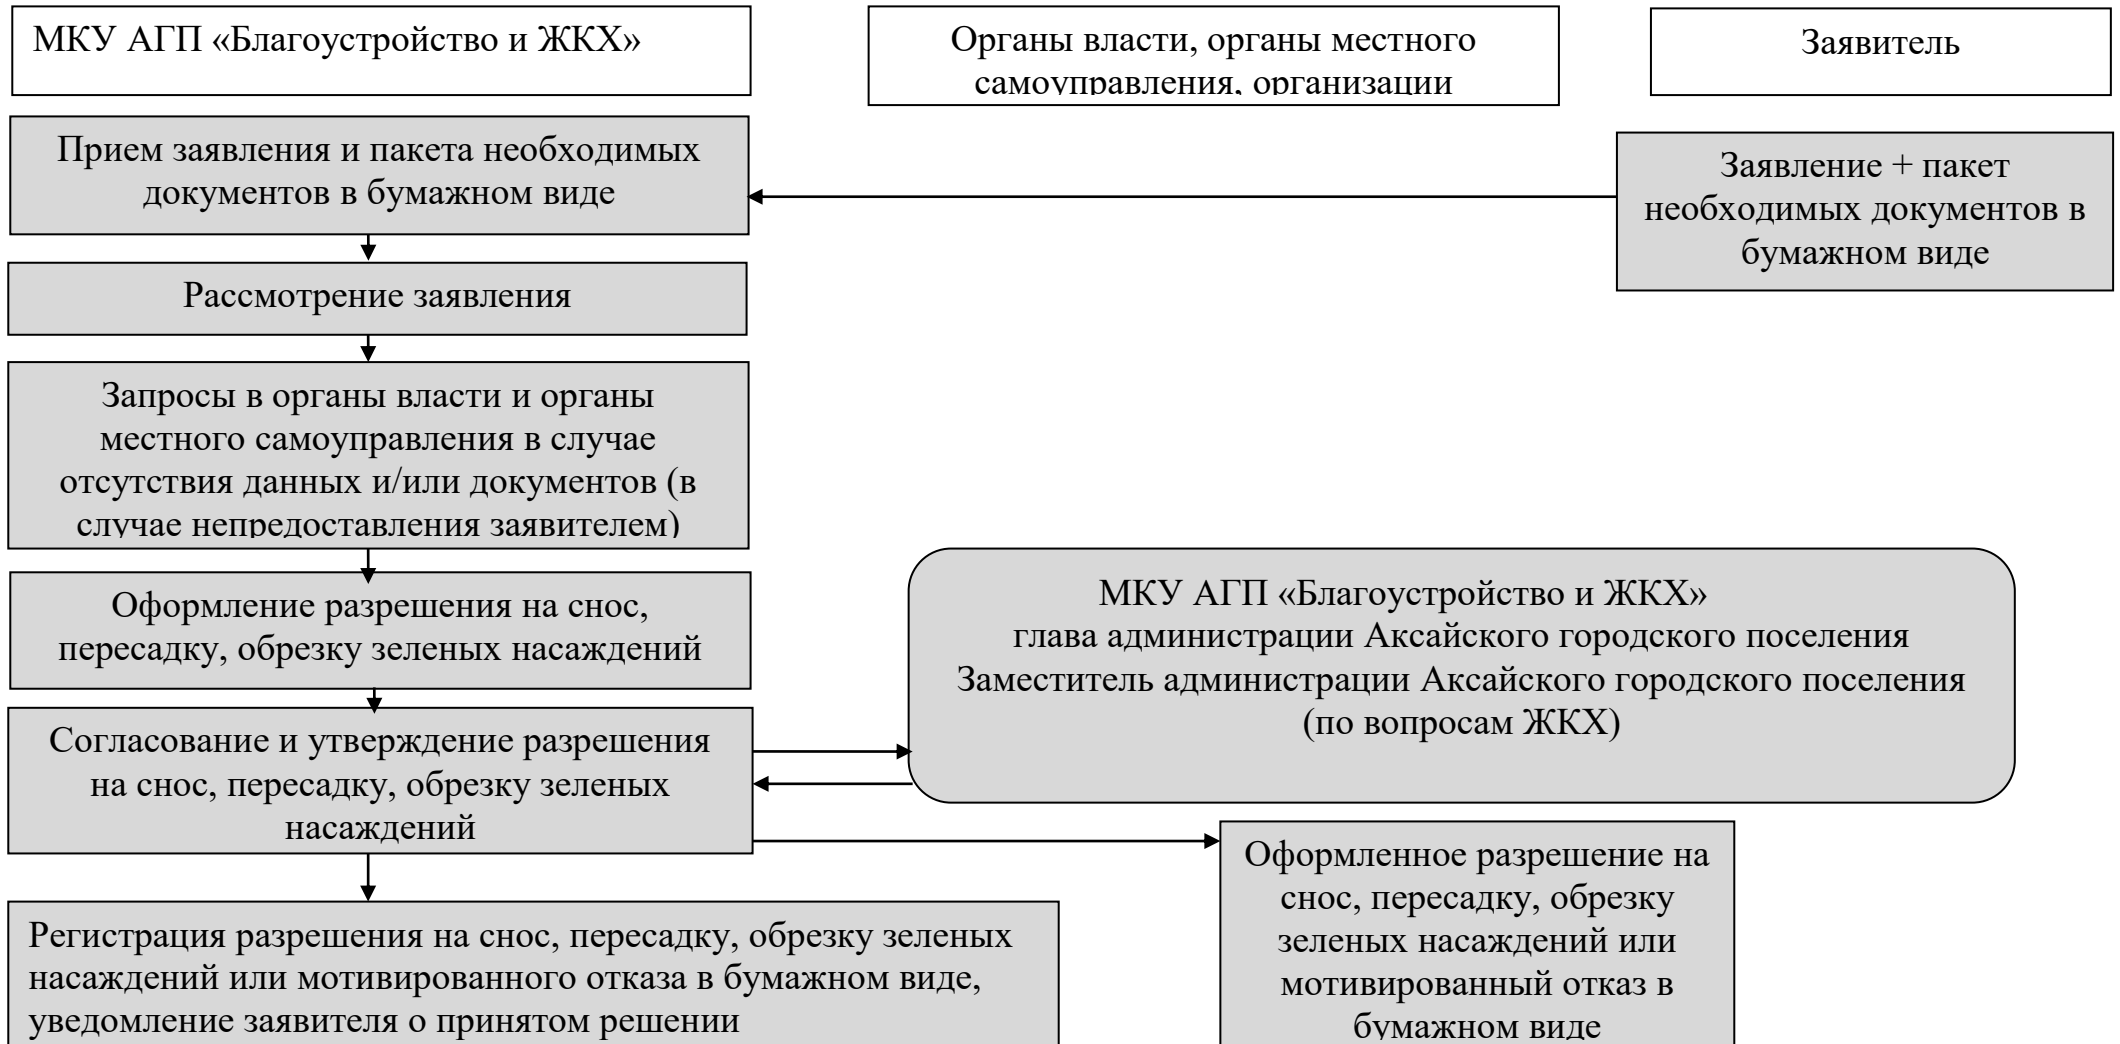 МКУ АГП «Благоустройство и ЖКХ»
Органы власти, органы местного
самоуправления, организации
Заявитель
Прием заявления и пакета необходимых
документов в бумажном виде
Заявление + пакет
необходимых документов в
бумажном виде
Рассмотрение заявления
Запросы в органы власти и органы
местного самоуправления в случае
отсутствия данных и/или документов (в
случае непредоставления заявителем)
Оформление разрешения на снос,
пересадку, обрезку зеленых насаждений
МКУ АГП «Благоустройство и ЖКХ»
глава администрации Аксайского городского поселения
Заместитель администрации Аксайского городского поселения
(по вопросам ЖКХ)
Согласование и утверждение разрешения
на снос, пересадку, обрезку зеленых
насаждений
Оформленное разрешение на
снос, пересадку, обрезку
зеленых насаждений или
мотивированный отказ в
бумажном виде
Регистрация разрешения на снос, пересадку, обрезку зеленых
насаждений или мотивированного отказа в бумажном виде,
уведомление заявителя о принятом решении